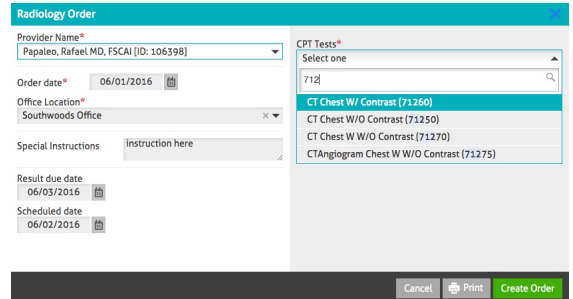 Radiology Order
Provider Name*
Papaleo, Rafael MD, FSCAI [ID: 106398]
Order date* 06/01/2016
Office Location*
Southwoods Office
Special Instructions instruction here
Result due date
06/03/2016
Scheduled date
06/02/2016
CPT Tests*
Select one
712
CT Chest W/ Contrast (71260)
CT Chest W/O Contrast (71250)
CT Chest W W/O Contrast (71270)
CTAngiogram Chest W W/O Contrast (71275)
Cancel Print Create Order